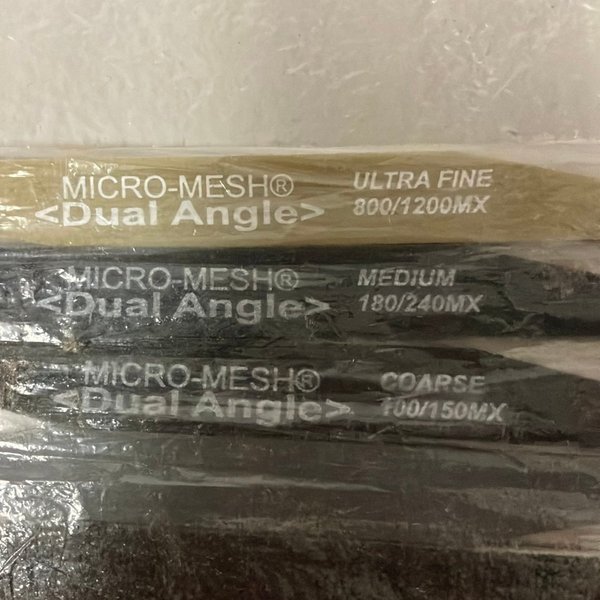 MICRO-MESH® ULTRA FINE
<Dual Angle> 800/1200MX
MICRO-MESH® MEDIUM
<Dual Angle> 180/240MX
MICRO-MESH® COARSE
<Dual Angle> 100/150MX